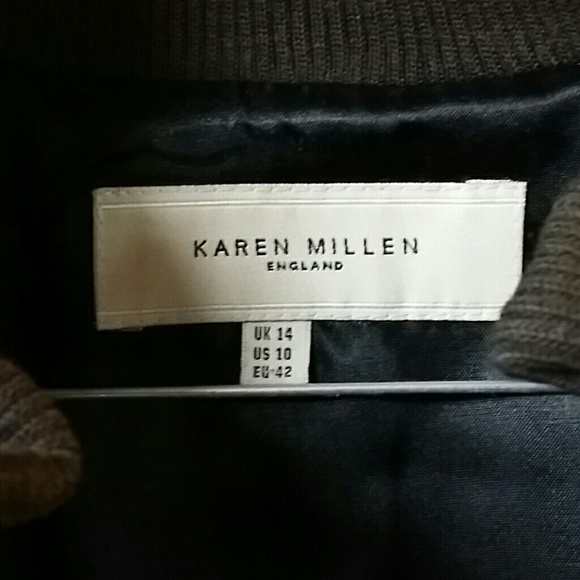 KAREN MILLEN
ENGLAND
UK 14
US 10
EU 42